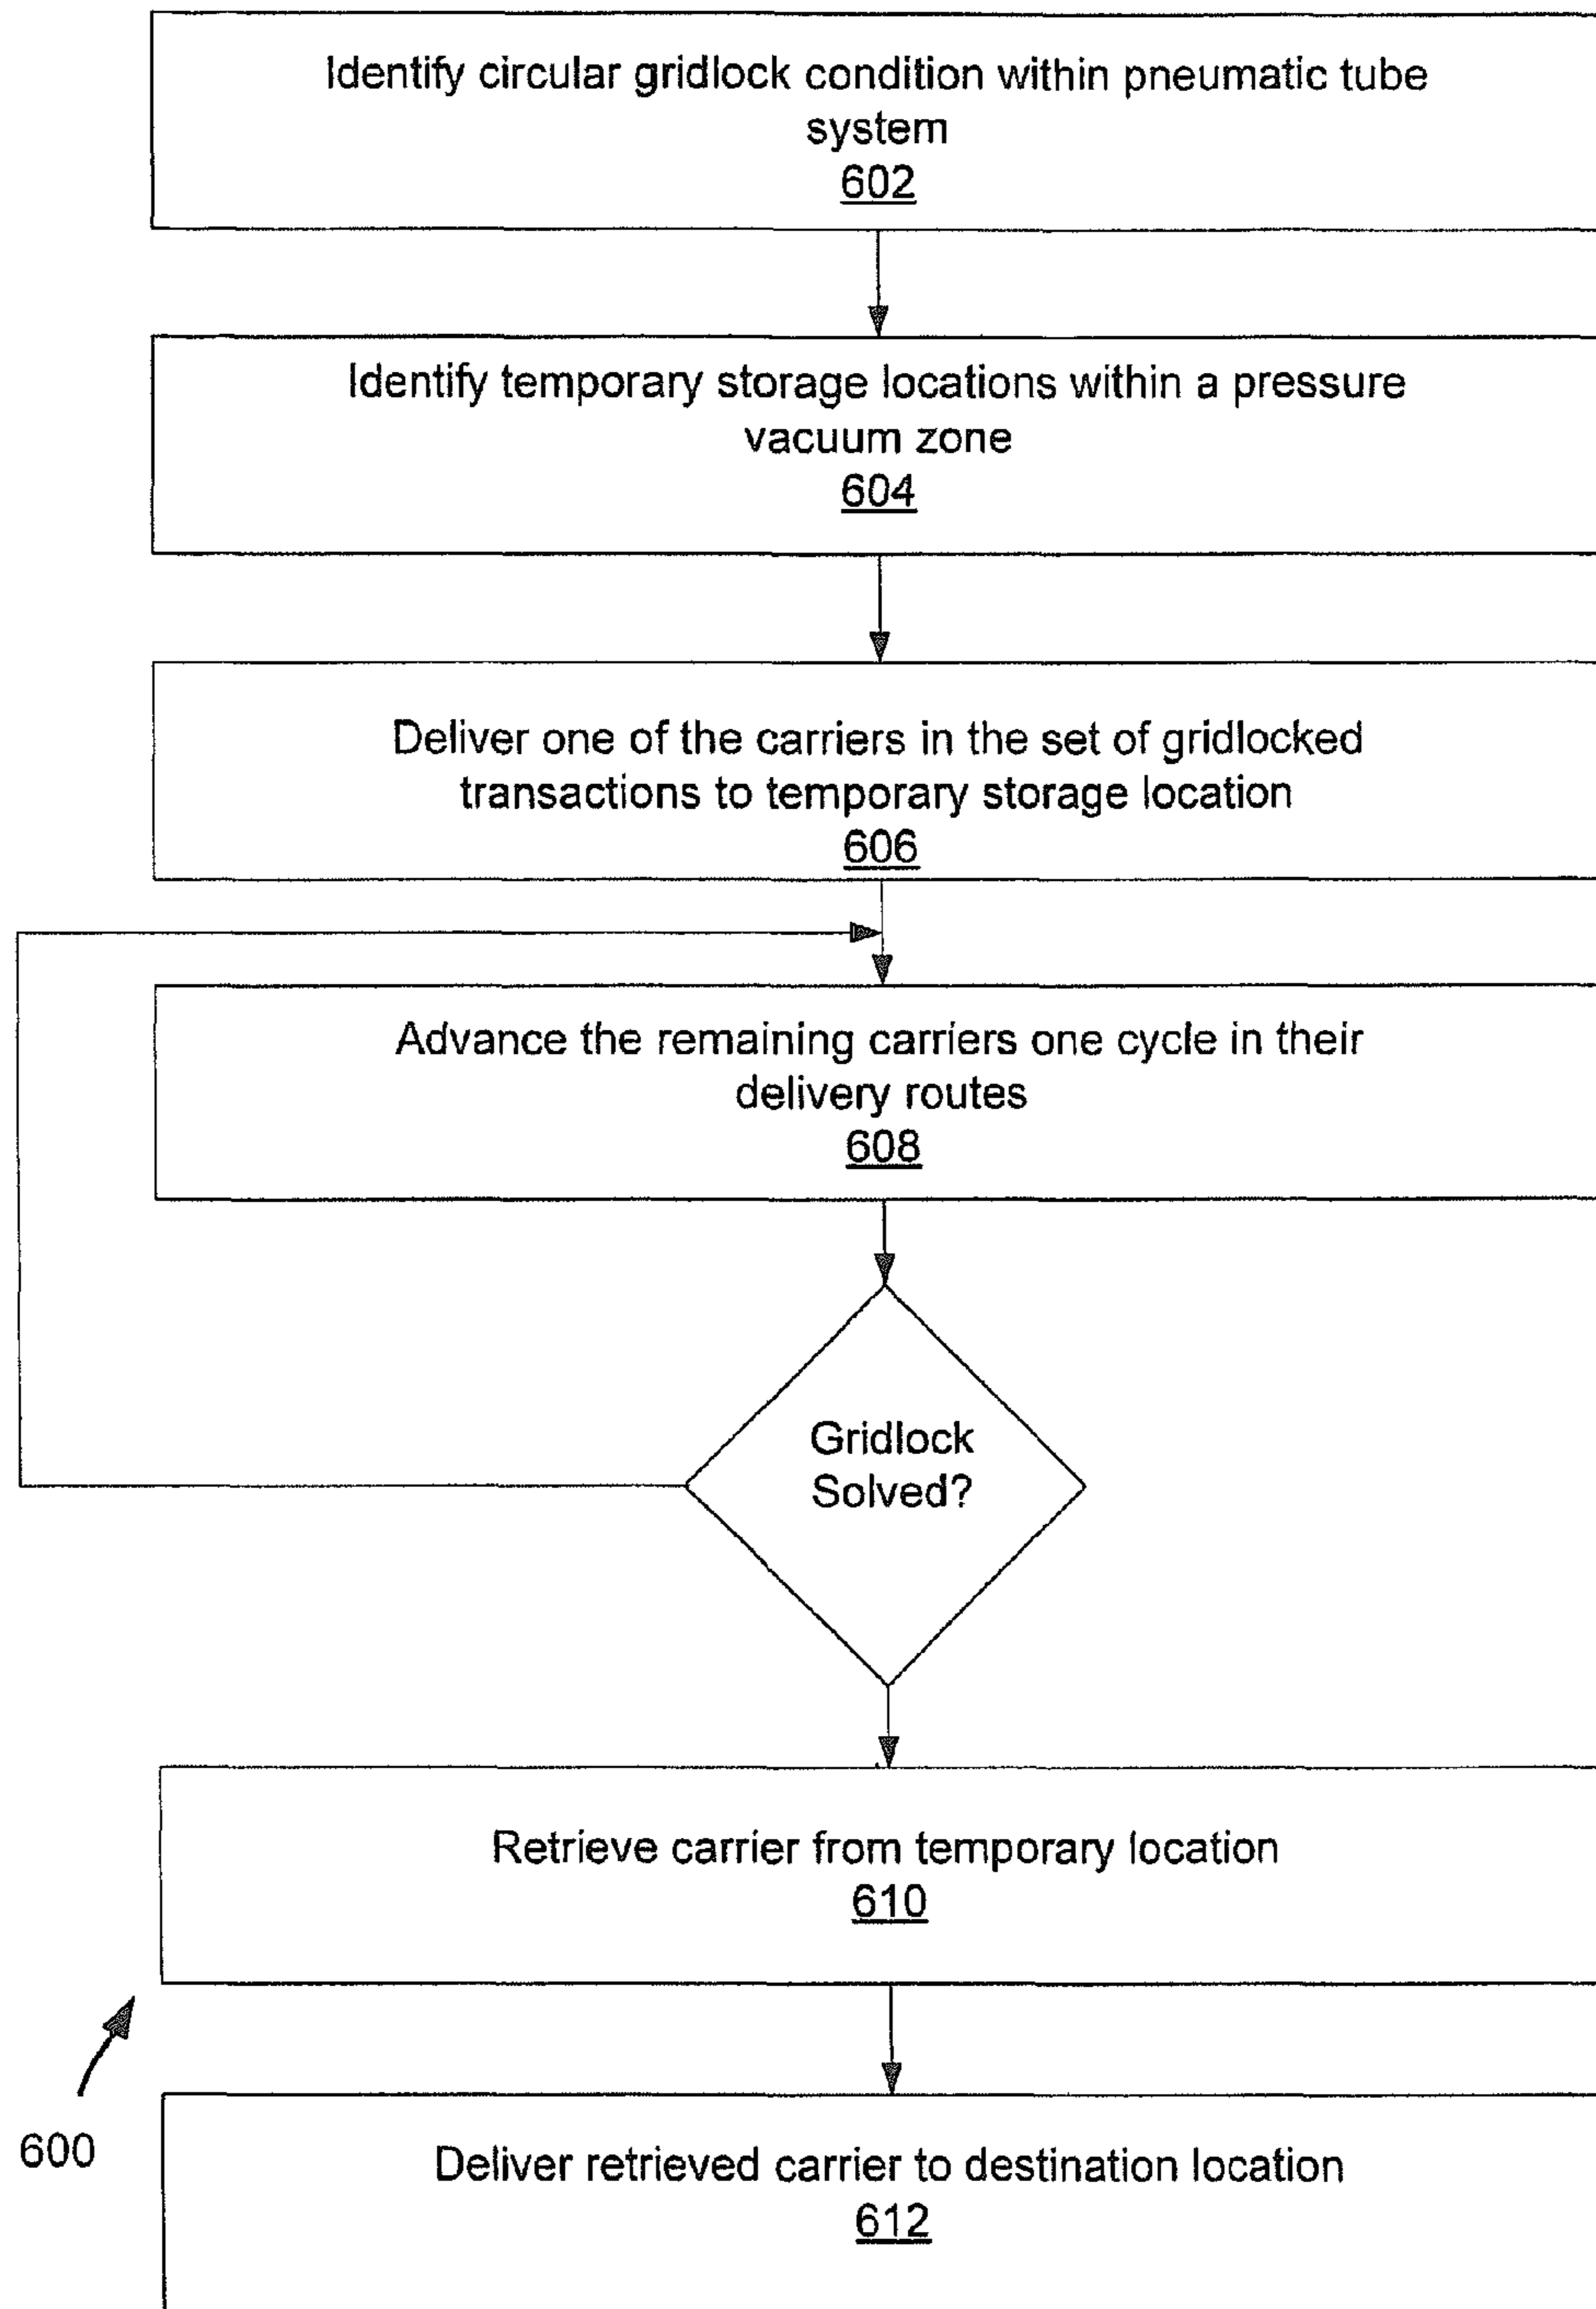 Identify circular gridlock condition within pneumatic tube
system
602
Identify temporary storage locations within a pressure
vacuum zone
604
Deliver one of the carriers in the set of gridlocked
transactions to temporary storage location
606
Advance the remaining carriers one cycle in their
delivery routes
608
Gridlock
Solved?
Retrieve carrier from temporary location
610
600
Deliver retrieved carrier to destination location
612